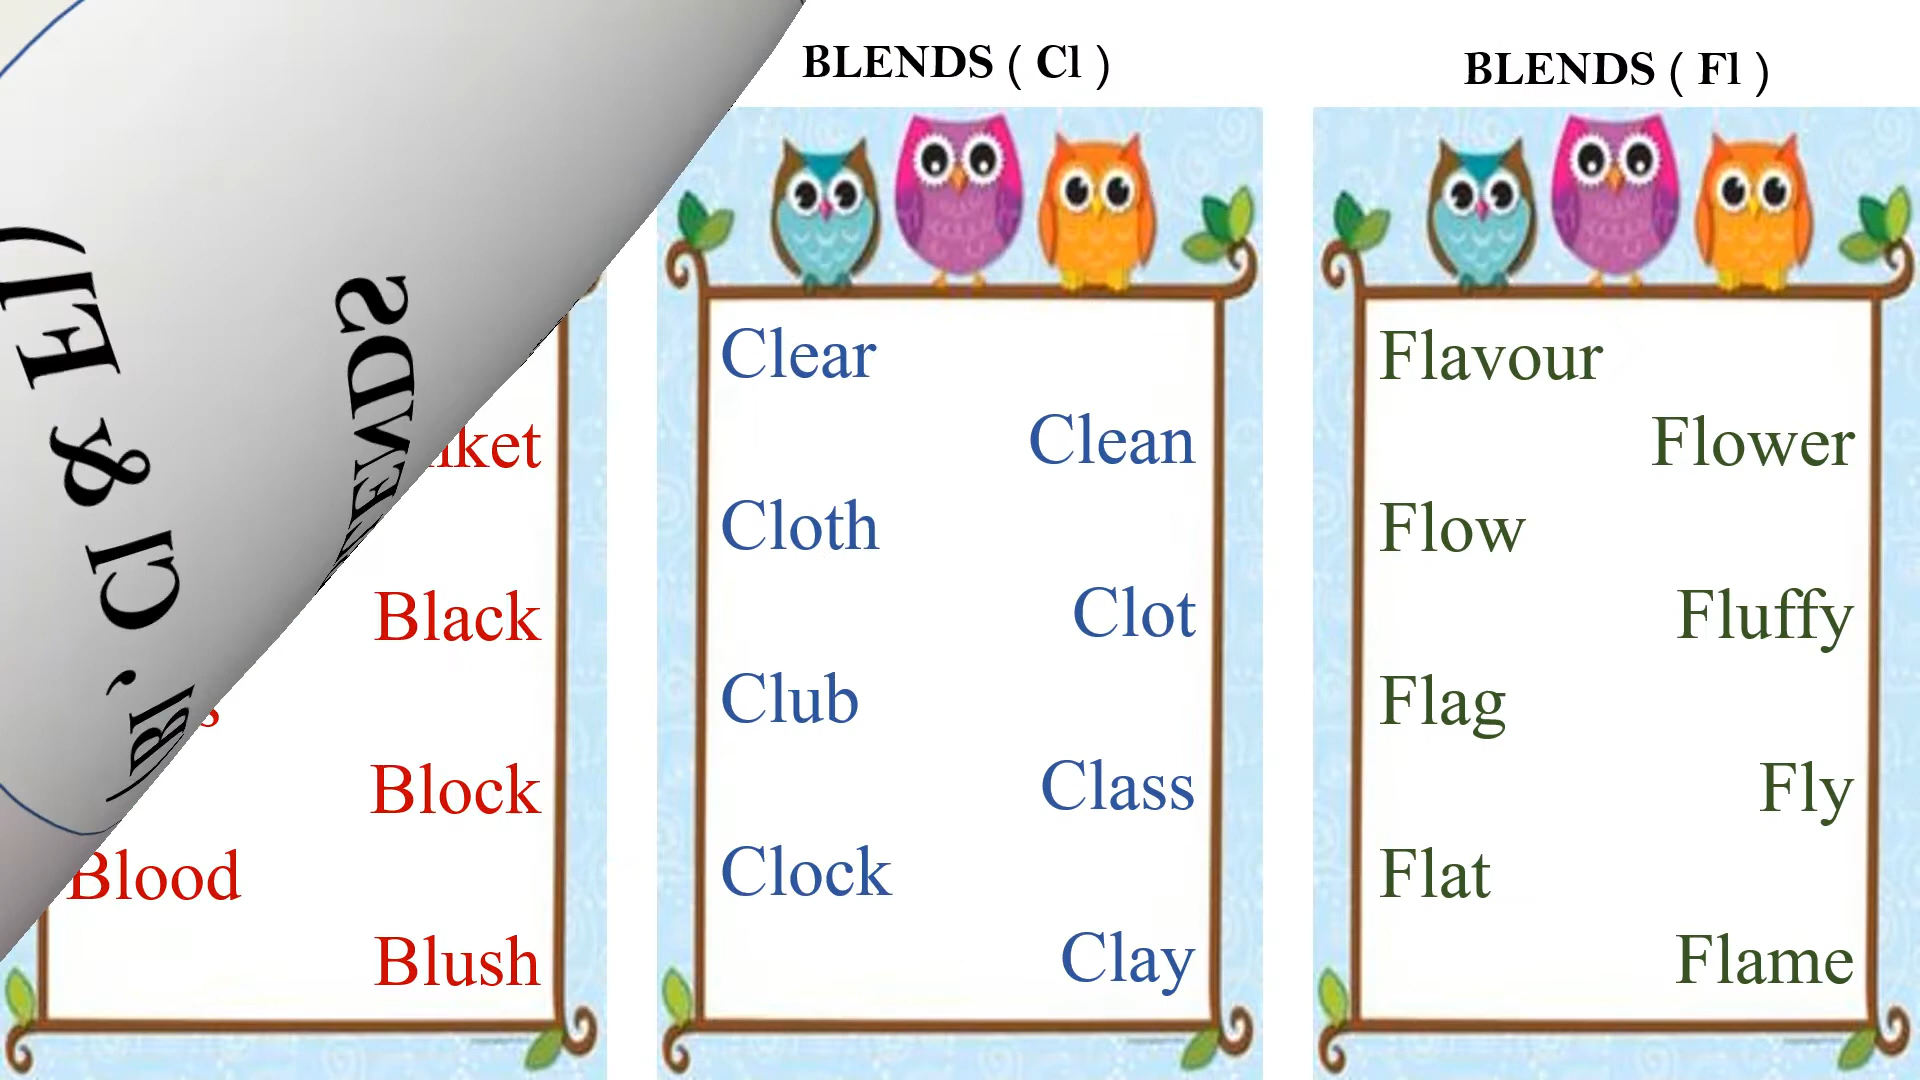 BLENDS
(Bl, Cl & Fl)
Black
Block
Blood
Blush
BLENDS ( Cl )
Clear
Clean
Cloth
Clot
Club
Class
Clock
Clay
BLENDS ( Fl )
Flavour
Flower
Flow
Fluffy
Flag
Fly
Flat
Flame